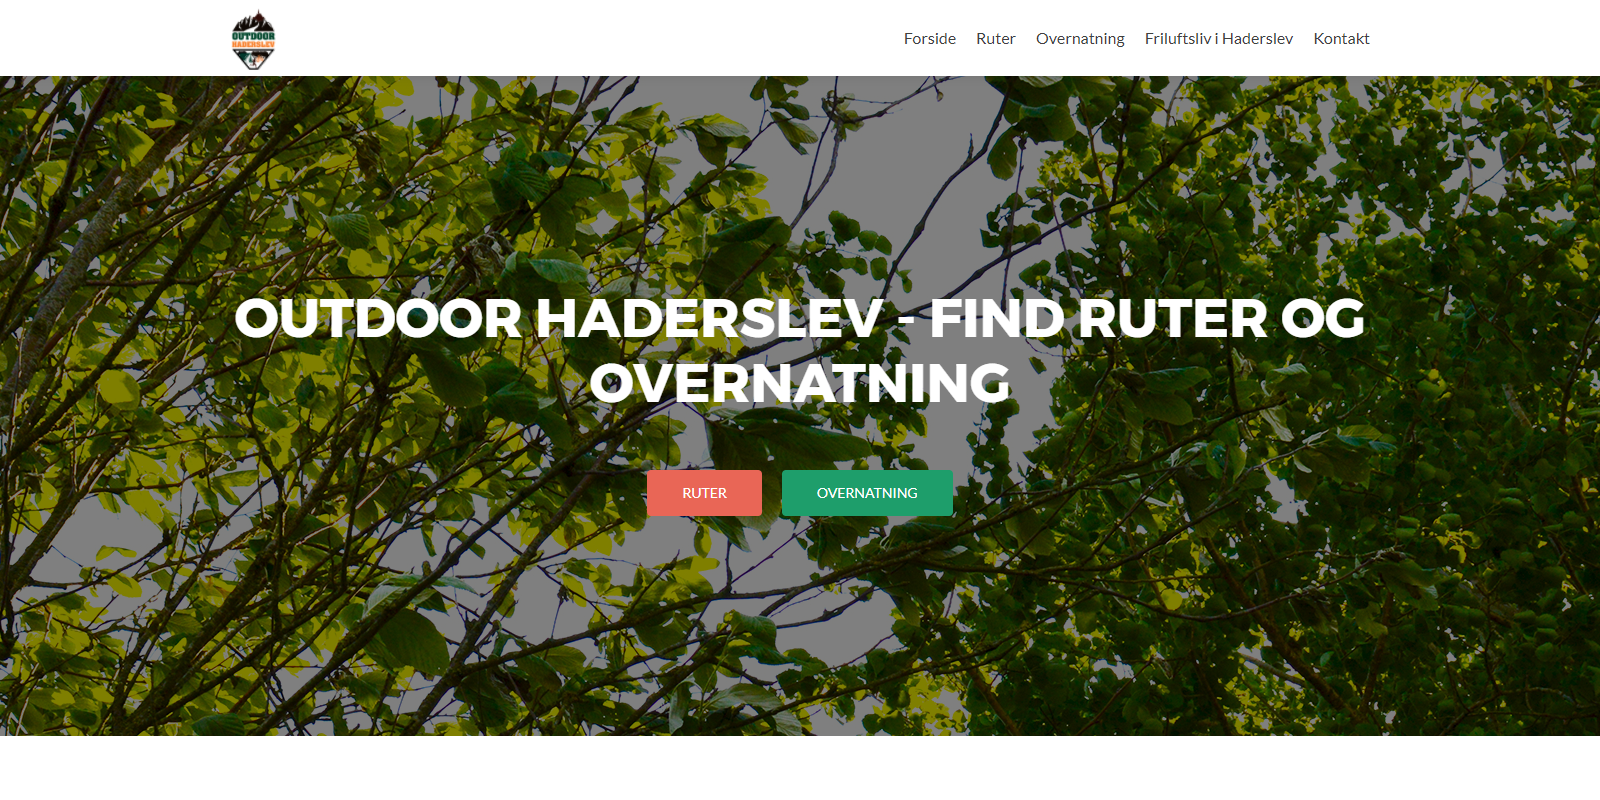 OUTDOOR
HADERSLEV
Forside Ruter Overnatning Friluftsliv i Haderslev Kontakt
OUTDOOR HADERSLEV - FIND RUTER OG
OVERNATNING
RUTER OVERNATNING